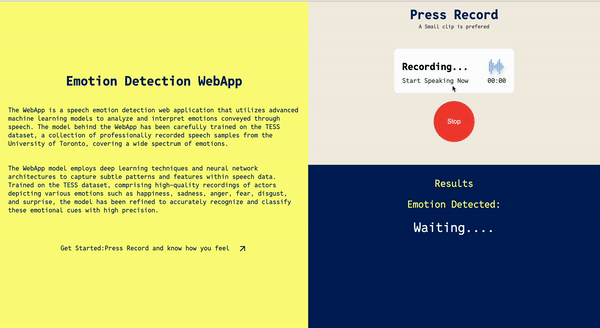 Emotion Detection WebApp
The WebApp is a speech emotion detection web application that utilizes advanced
machine learning models to analyze and interpret emotions conveyed through
speech. The model behind the WebApp has been carefully trained on the TESS
dataset, a collection of professionally recorded speech samples from the
University of Toronto, covering a wide spectrum of emotions.
The WebApp model employs deep learning techniques and neural network
architectures to capture subtle patterns and features within speech data.
Trained on the TESS dataset, comprising high-quality recordings of actors
depicting various emotions such as happiness, sadness, anger, fear, disgust,
and surprise, the model has been refined to accurately recognize and classify
these emotional cues with high precision.
Get Started:Press Record and know how you feel
Press Record
A Small clip is prefered
Recording...
Start Speaking Now 00:00
Stop
Results
Emotion Detected:
Waiting....